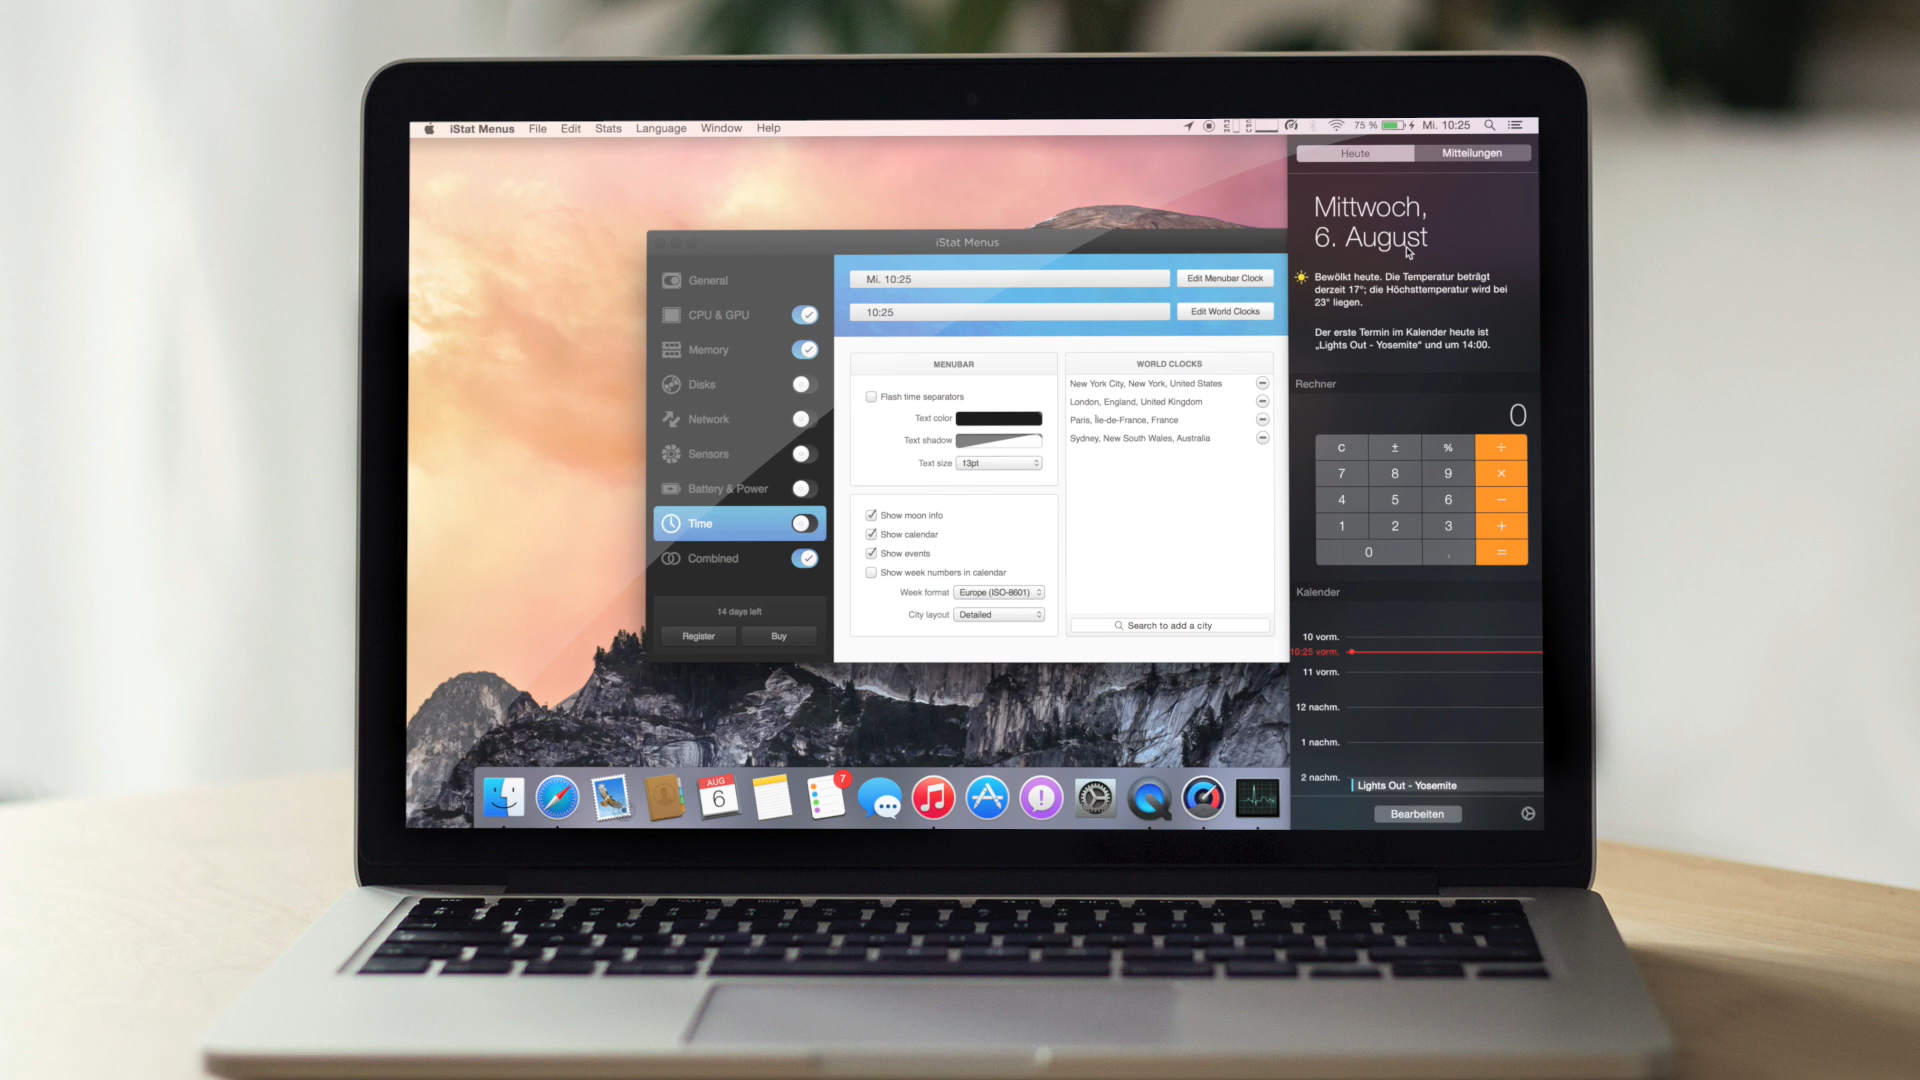 iStat Menus File Edit Stats Language Window Help
75 % Mi. 10:25
Heute Mitteilungen
Mittwoch,
6. August
Bewölkt heute. Die Temperatur beträgt
derzeit 17°; die Höchsttemperatur wird bei
23° liegen.
Der erste Termin im Kalender heute ist
„Lights Out - Yosemite“ und um 14:00.
Rechner
0
C ± % ÷
7 8 9 ×
4 5 6 −
1 2 3 +
0 , =
Kalender
10 vorm.
10:25 vorm.
11 vorm.
12 nachm.
1 nachm.
2 nachm.
Lights Out - Yosemite
Bearbeiten
iStat Menus
General
CPU & GPU
Memory
Disks
Network
Sensors
Battery & Power
Time
Combined
14 days left
Register Buy
Mi. 10:25 Edit Menubar Clock
10:25 Edit World Clocks
MENUBAR
Flash time separators
Text color
Text shadow
Text size 13pt
Show moon info
Show calendar
Show events
Show week numbers in calendar
Week format Europe (ISO-8601)
City layout Detailed
WORLD CLOCKS
New York City, New York, United States
London, England, United Kingdom
Paris, Île-de-France, France
Sydney, New South Wales, Australia
Search to add a city
AUG
6
7